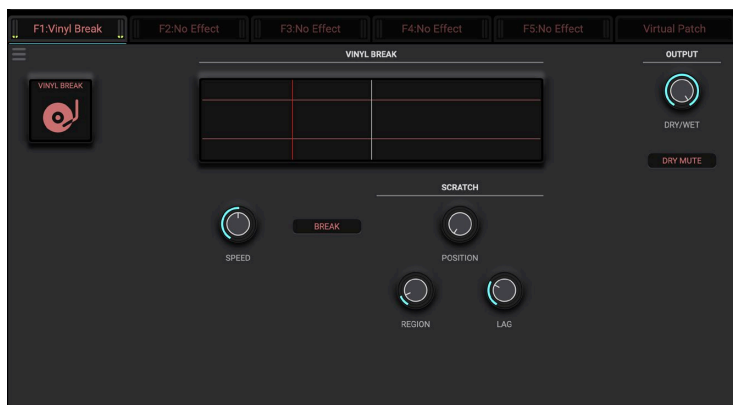 F1:Vinyl Break
F2:No Effect
F3:No Effect
F4:No Effect
F5:No Effect
Virtual Patch
VINYL BREAK
OUTPUT
VINYL BREAK
DRY/WET
DRY MUTE
SCRATCH
BREAK
SPEED
POSITION
REGION
LAG